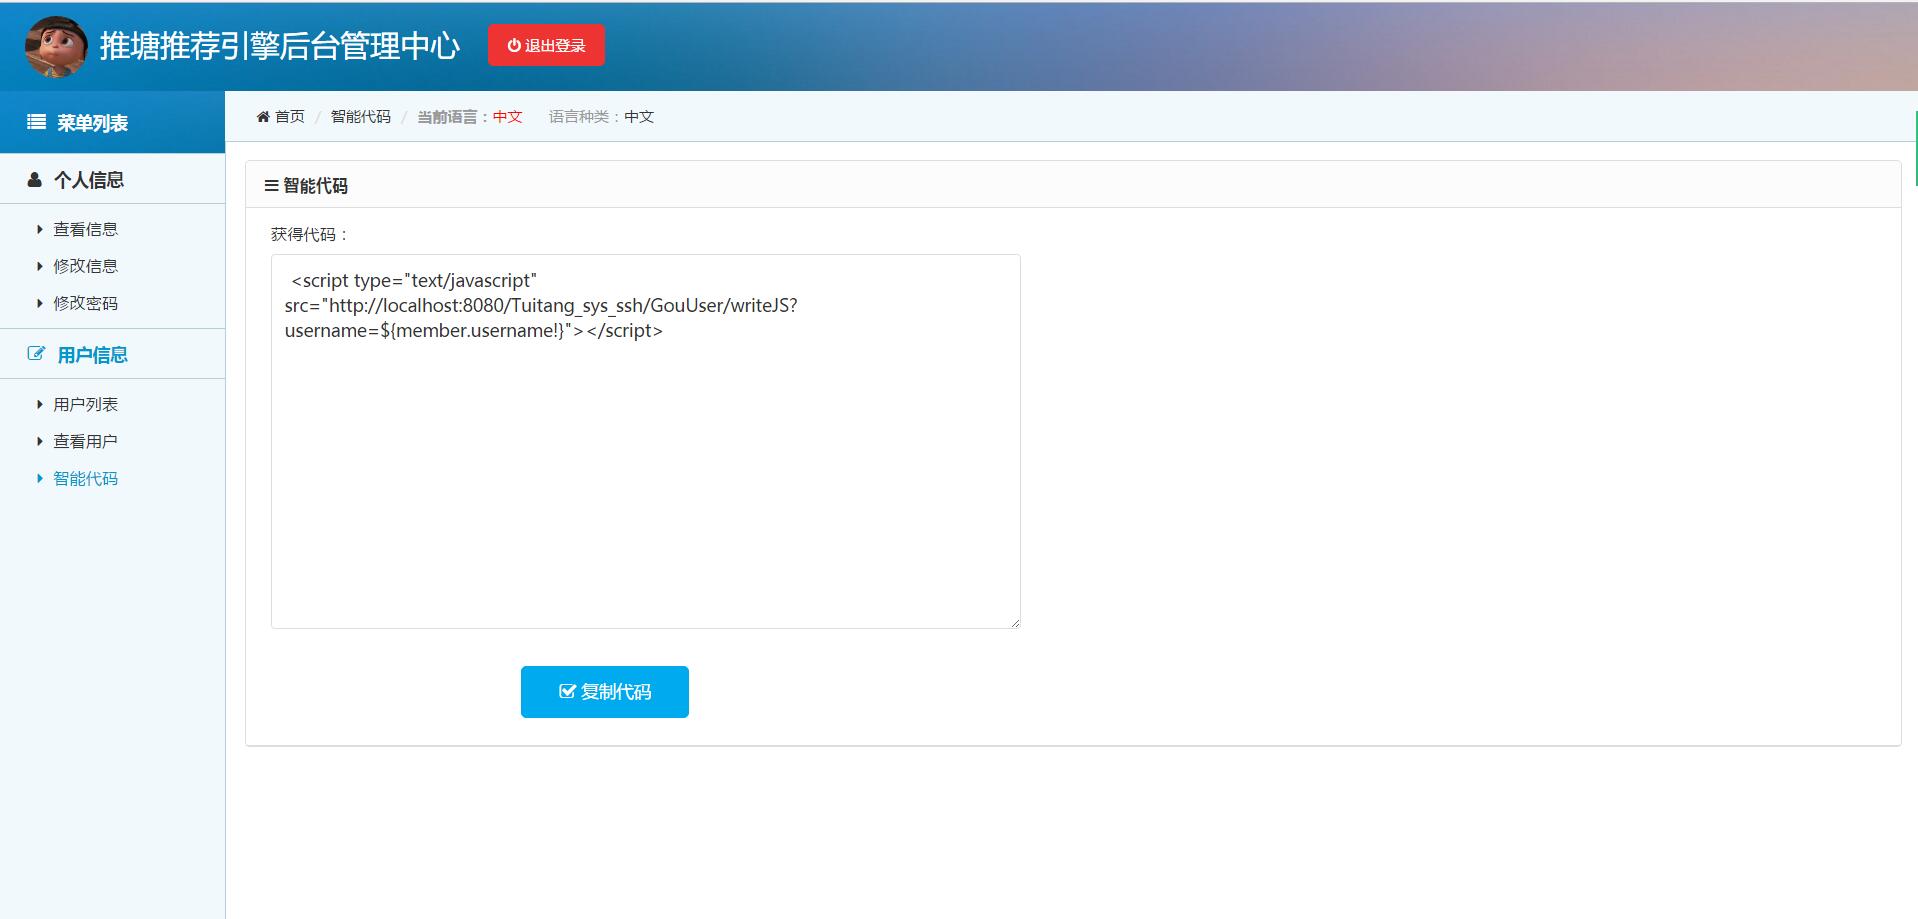 推塘推荐引擎后台管理中心
退出登录
菜单列表
首页 / 智能代码 / 当前语言：中文 语言种类：中文
个人信息
查看信息
修改信息
修改密码
用户信息
用户列表
查看用户
智能代码
智能代码
获得代码：
<script type="text/javascript"
src="http://localhost:8080/Tuitang_sys_ssh/GouUser/writeJS?
username=${member.username!}"></script>
复制代码